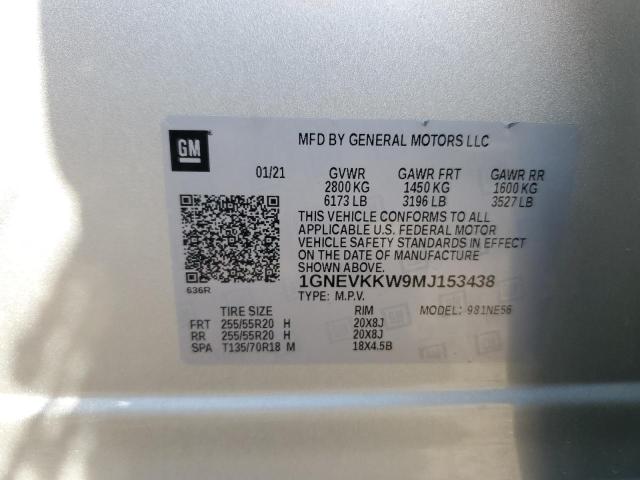 GM
MFD BY GENERAL MOTORS LLC
01/21 GVWR GAWR FRT GAWR RR
2800 KG 1450 KG 1600 KG
6173 LB 3196 LB 3527 LB
THIS VEHICLE CONFORMS TO ALL
APPLICABLE U.S. FEDERAL MOTOR
VEHICLE SAFETY STANDARDS IN EFFECT
ON THE DATE OF MANUFACTURE
SHOWN ABOVE.
636R
1GNEVKKW9MJ153438
TYPE: M.P.V.
TIRE SIZE RIM MODEL: 981NE56
FRT 255/55R20 H 20X8J
RR 255/55R20 H 20X8J
SPA T135/70R18 M 18X4.5B